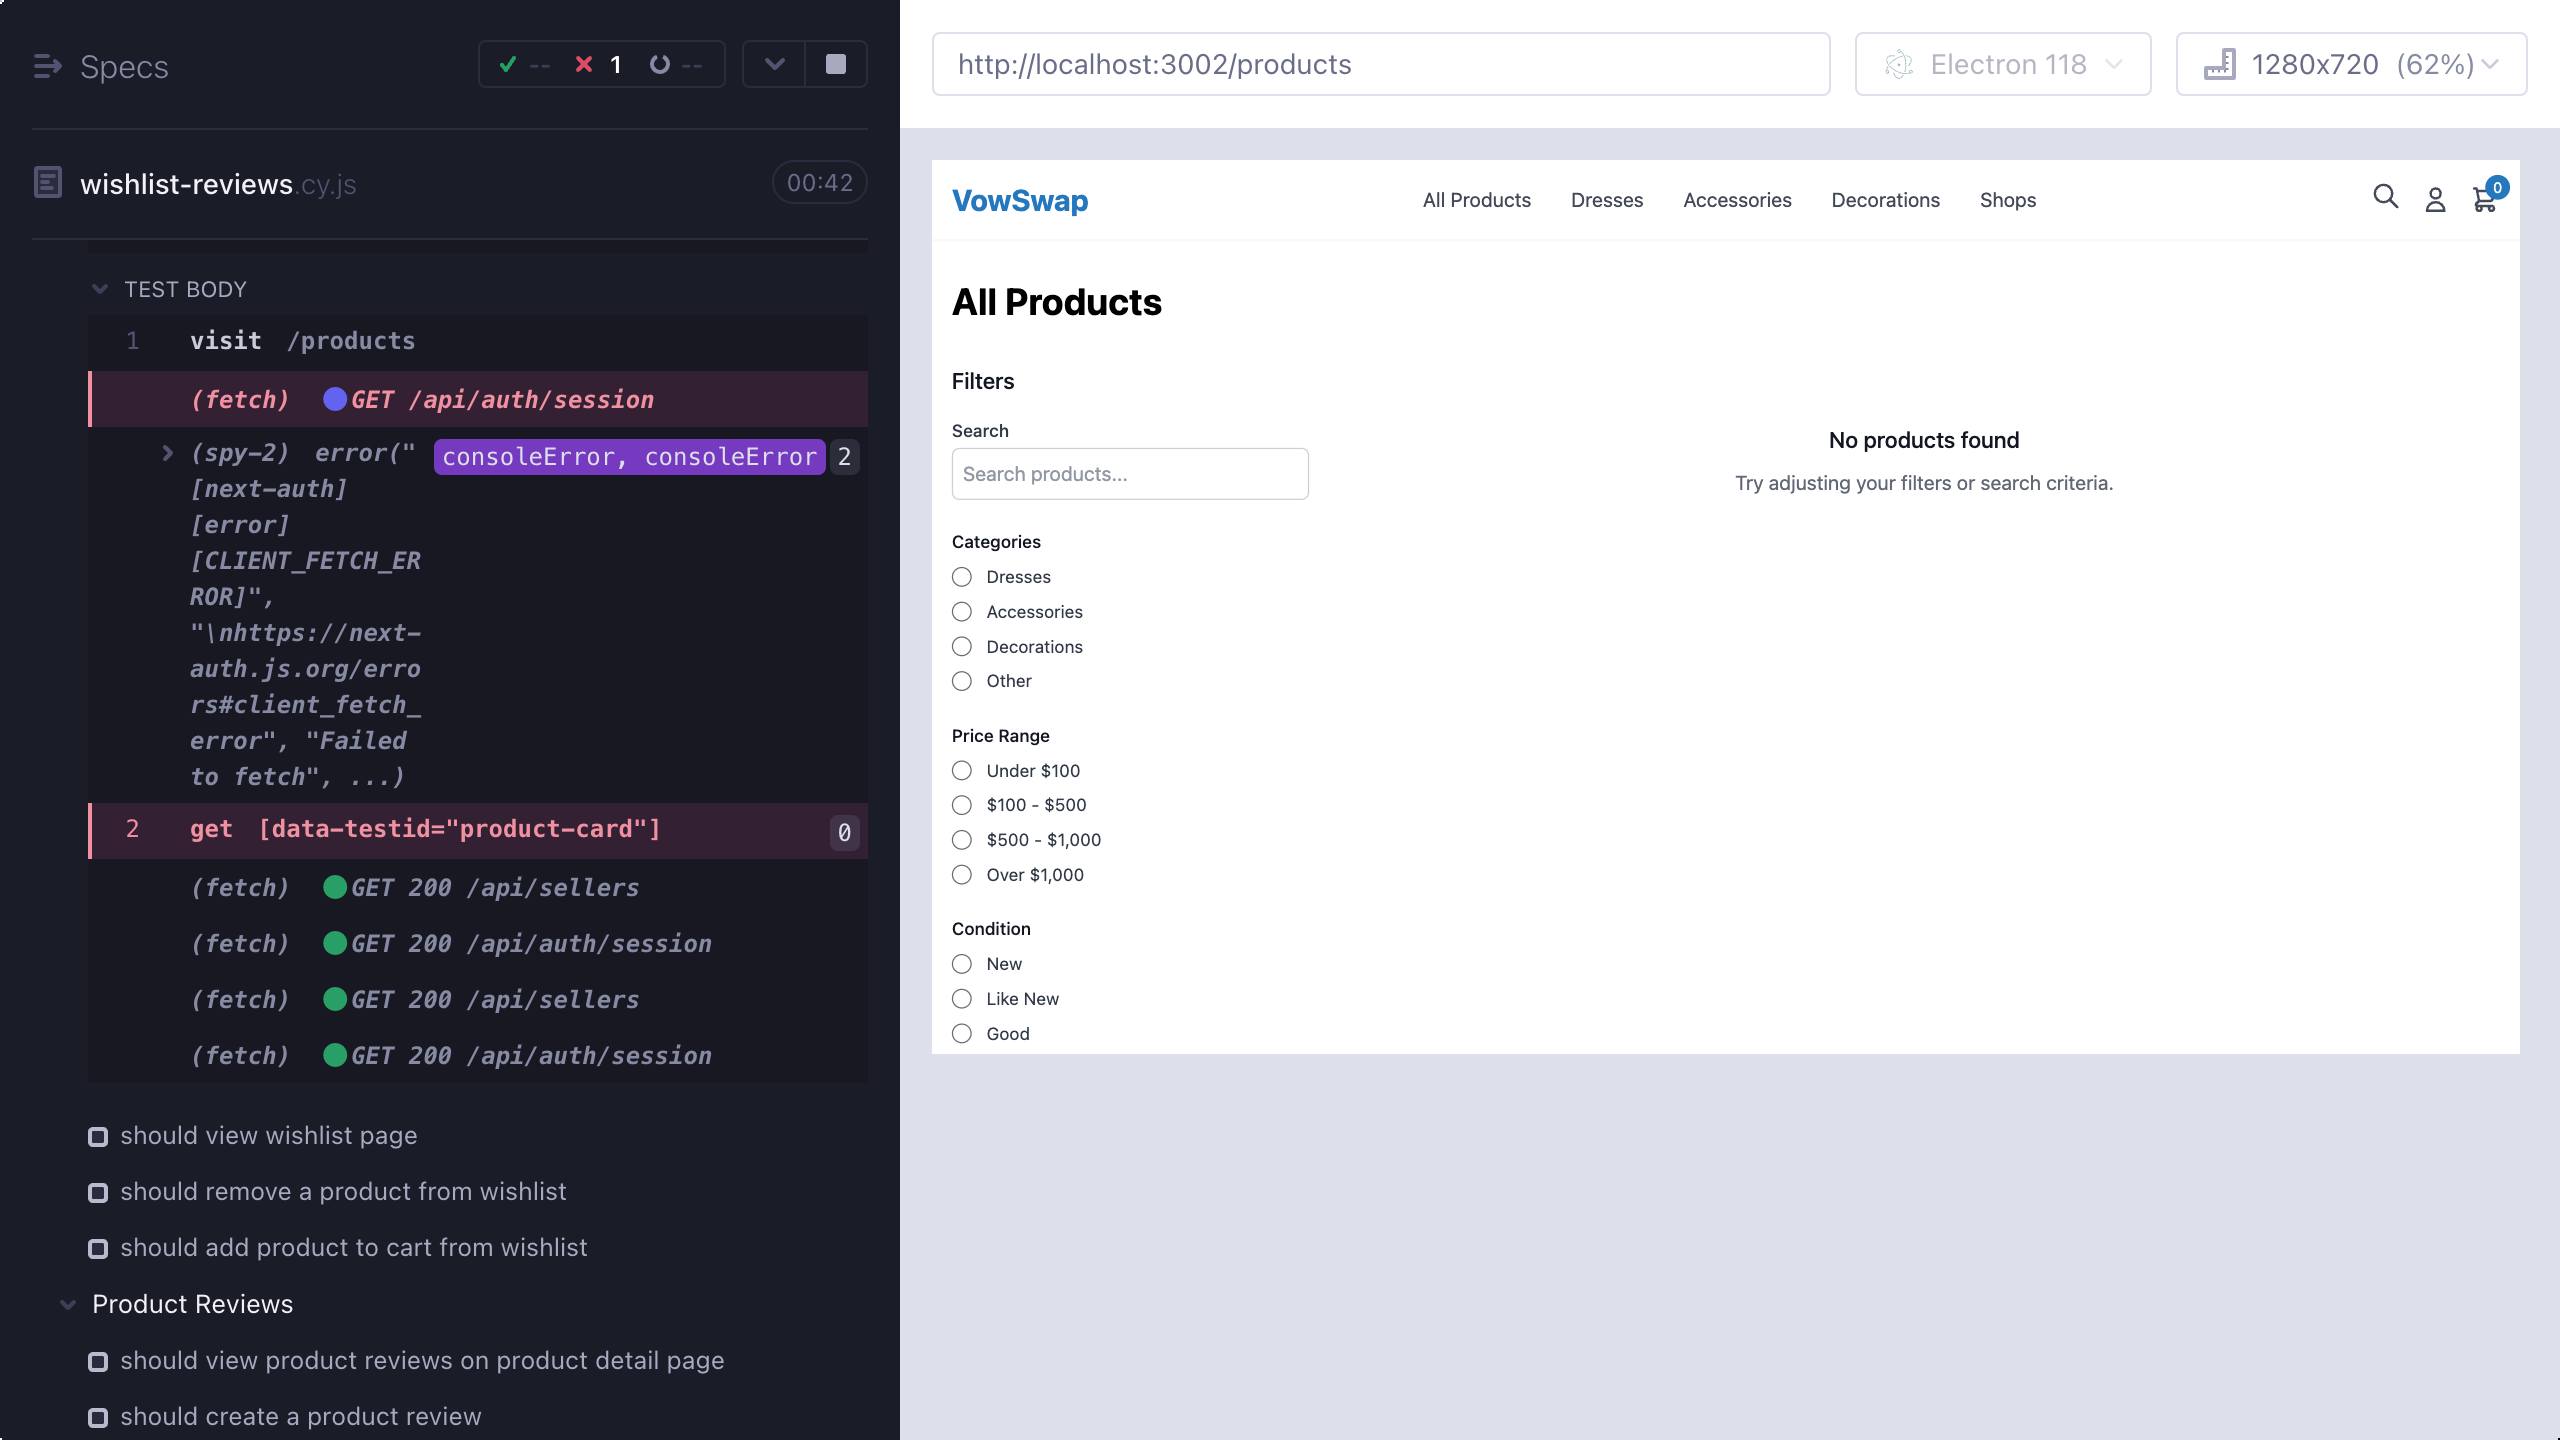 Specs
-- 1 --
wishlist-reviews.cy.js
00:42
TEST BODY
1 visit /products
(fetch) GET /api/auth/session
(spy-2) error(" consoleError, consoleError 2
[next-auth]
[error]
[CLIENT_FETCH_ER
ROR]",
"\nhttps://next-
auth.js.org/erro
rs#client_fetch_
error", "Failed
to fetch", ...)
2 get [data-testid="product-card"] 0
(fetch) GET 200 /api/sellers
(fetch) GET 200 /api/auth/session
(fetch) GET 200 /api/sellers
(fetch) GET 200 /api/auth/session
should view wishlist page
should remove a product from wishlist
should add product to cart from wishlist
Product Reviews
should view product reviews on product detail page
should create a product review
http://localhost:3002/products
Electron 118
1280x720 (62%)
VowSwap
All Products Dresses Accessories Decorations Shops
0
All Products
Filters
Search
Search products...
Categories
Dresses
Accessories
Decorations
Other
Price Range
Under $100
$100 - $500
$500 - $1,000
Over $1,000
Condition
New
Like New
Good
No products found
Try adjusting your filters or search criteria.